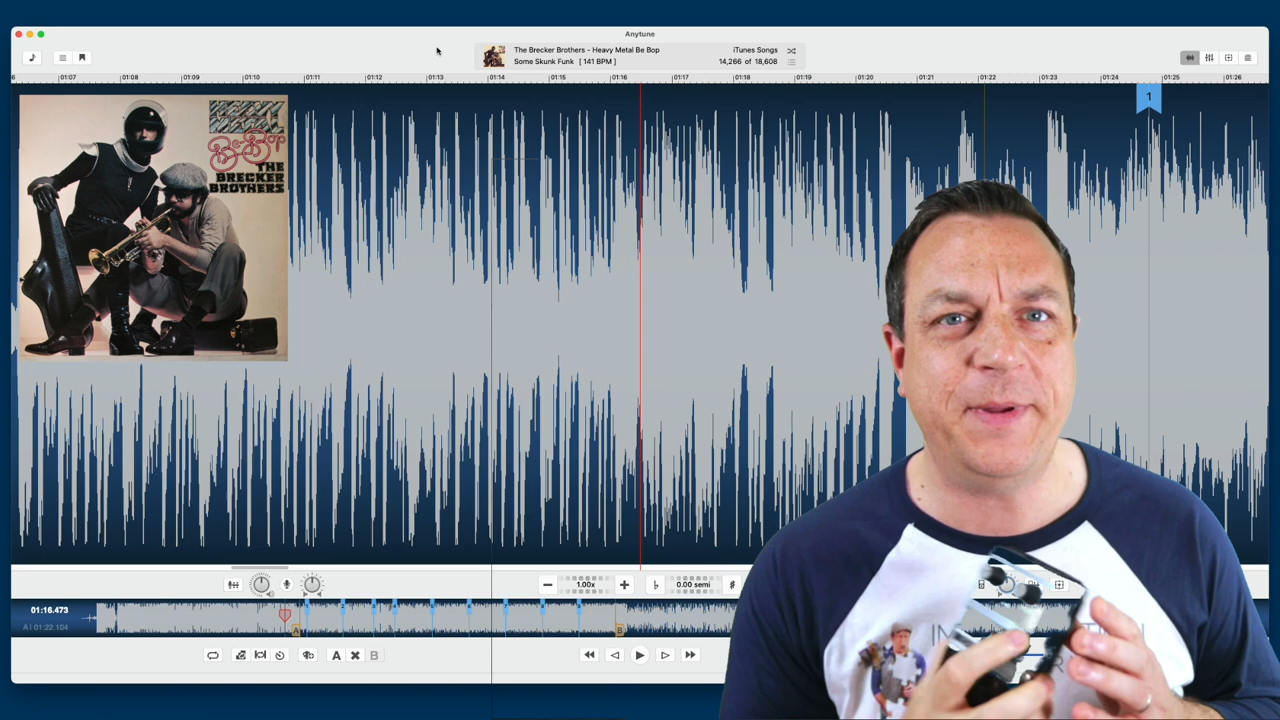 Anytune
The Brecker Brothers - Heavy Metal Be Bop
iTunes Songs
Some Skunk Funk [ 141 BPM ]
14,266 of 18,608
01:07 01:08 01:09 01:10 01:11 01:12 01:13 01:14 01:15 01:16 01:17 01:18 01:19 01:20 01:21 01:22 01:23 01:24 01:25 01:26
1
HEAVY METAL
Be-Bop
THE
BRECKER
BROTHERS
1.00x
0.00 semi
01:16.473
A | 01:22.104
A
B
A
B